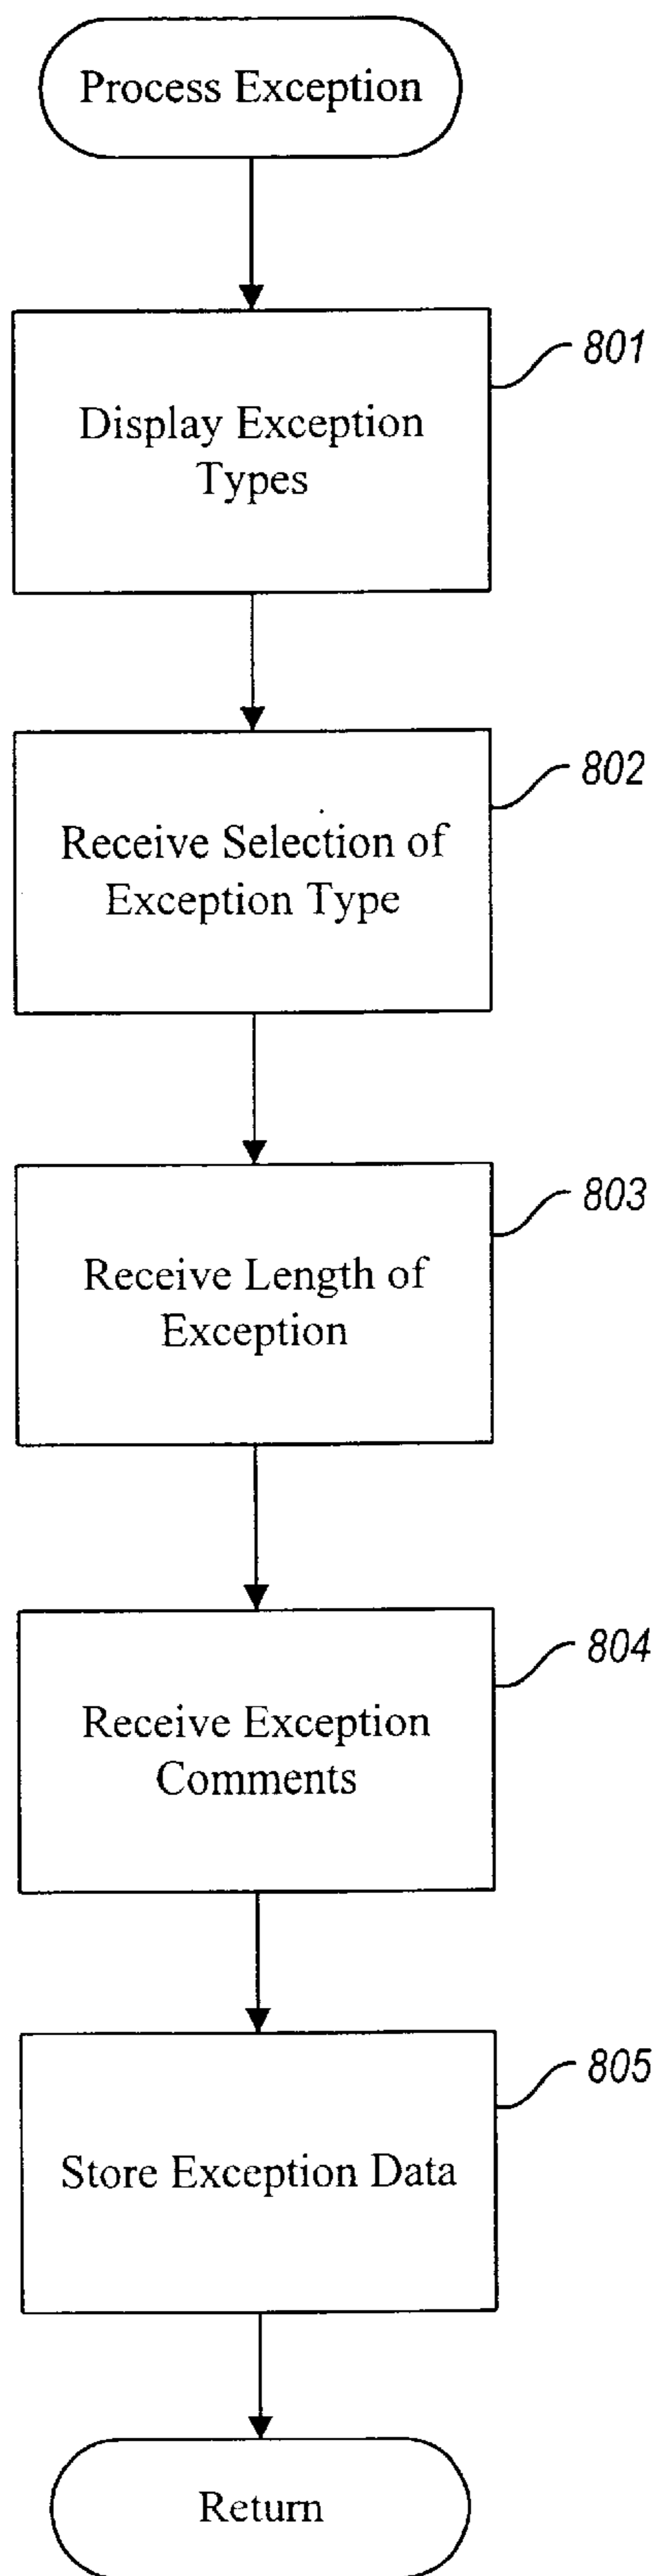 Process Exception
801
Display Exception
Types
802
Receive Selection of
Exception Type
803
Receive Length of
Exception
804
Receive Exception
Comments
805
Store Exception Data
Return